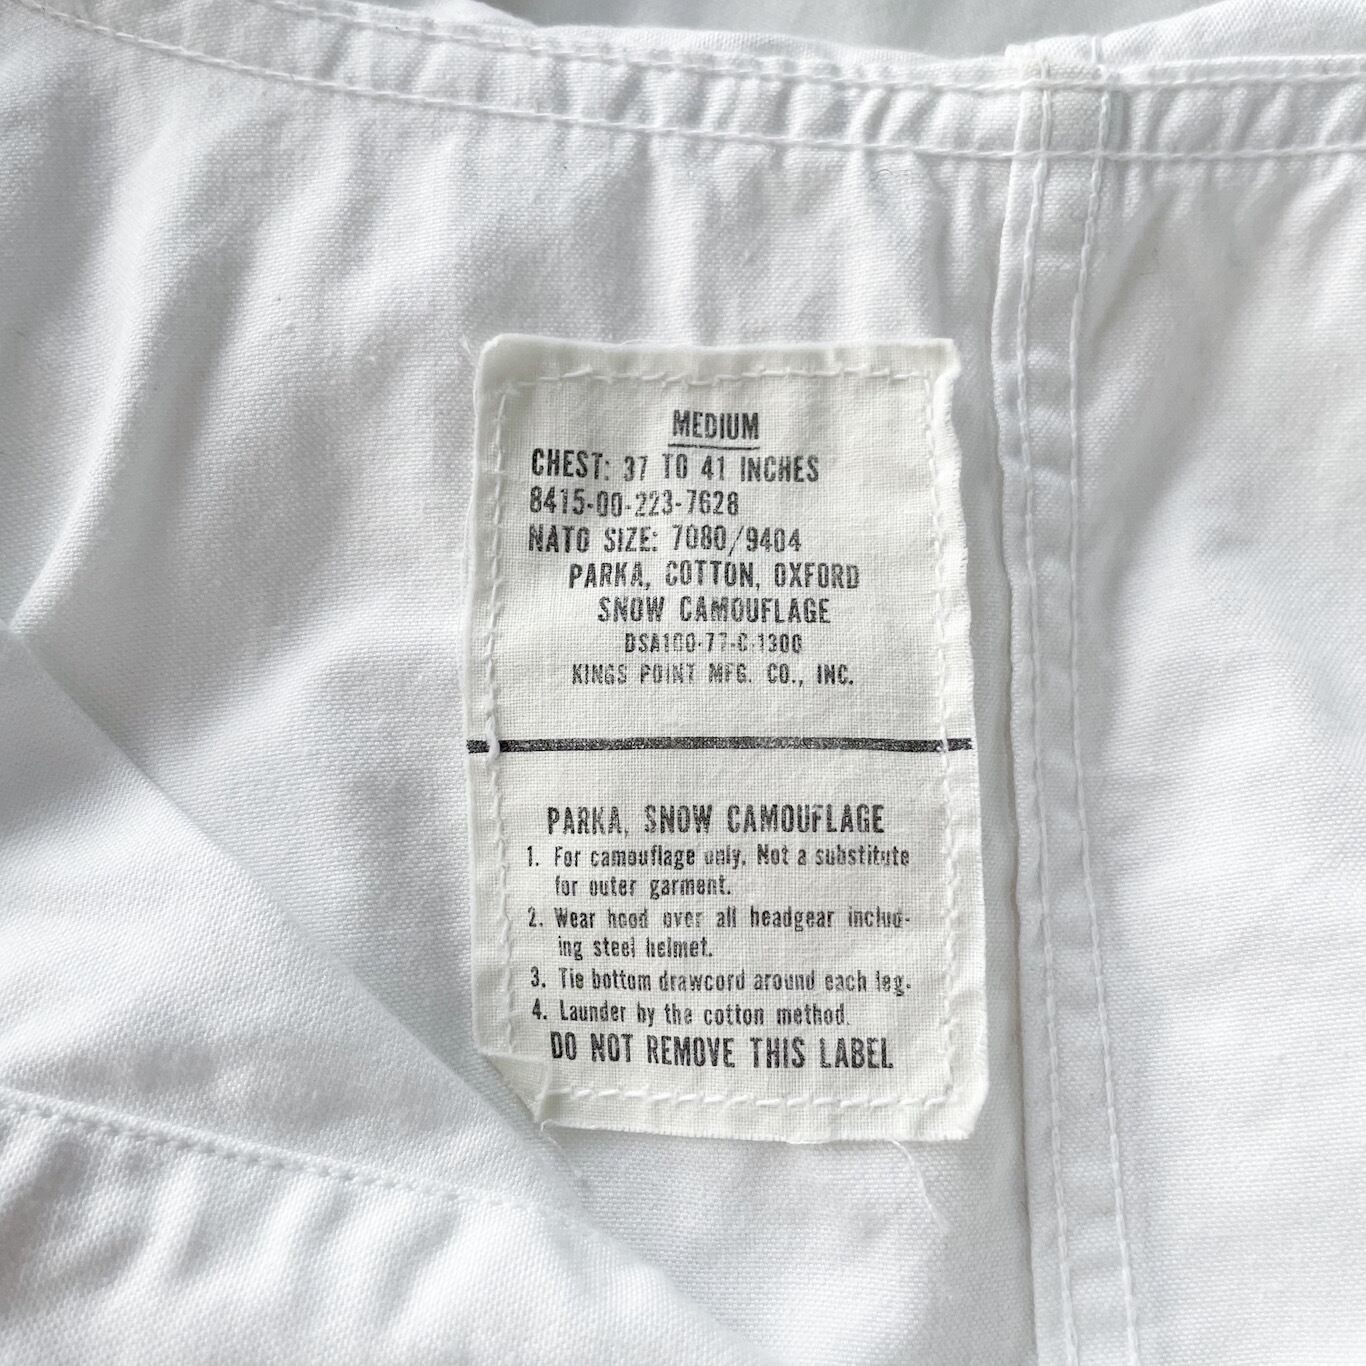 MEDIUM
CHEST: 37 TO 41 INCHES
8415-00-223-7628
NATO SIZE: 7080/9404
PARKA, COTTON, OXFORD
SNOW CAMOUFLAGE
DSA100-77-C-1300
KINGS POINT MFG. CO., INC.
PARKA, SNOW CAMOUFLAGE
1. For camouflage only. Not a substitute
for outer garment.
2. Wear hood over all headgear includ-
ing steel helmet.
3. Tie bottom drawcord around each leg.
4. Launder by the cotton method.
DO NOT REMOVE THIS LABEL